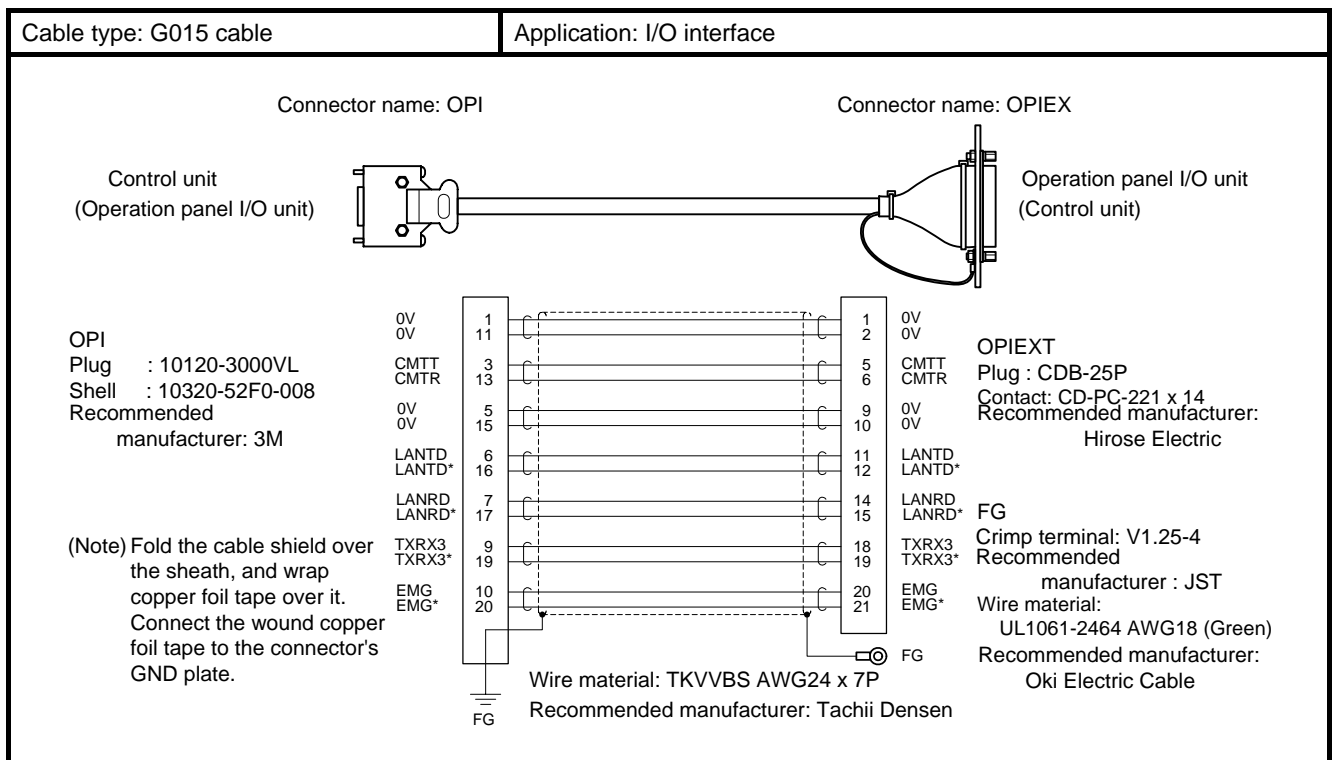 Cable type: G015 cable
Application: I/O interface
Connector name: OPI
Connector name: OPIEX
Control unit
(Operation panel I/O unit)
Operation panel I/O unit
(Control unit)
OPI
Plug : 10120-3000VL
Shell : 10320-52F0-008
Recommended
manufacturer: 3M
(Note) Fold the cable shield over
the sheath, and wrap
copper foil tape over it.
Connect the wound copper
foil tape to the connector's
GND plate.
0V 1 1 0V
0V 11 2 0V
CMTT 3 5 CMTT
CMTR 13 6 CMTR
0V 5 9 0V
0V 15 10 0V
LANTD 6 11 LANTD
LANTD* 16 12 LANTD*
LANRD 7 14 LANRD
LANRD* 17 15 LANRD*
TXRX3 9 18 TXRX3
TXRX3* 19 19 TXRX3*
EMG 10 20 EMG
EMG* 20 21 EMG*
FG
FG
Wire material: TKVVBS AWG24 x 7P
Recommended manufacturer: Tachii Densen
OPIEXT
Plug : CDB-25P
Contact: CD-PC-221 x 14
Recommended manufacturer:
Hirose Electric
FG
Crimp terminal: V1.25-4
Recommended
manufacturer : JST
Wire material:
UL1061-2464 AWG18 (Green)
Recommended manufacturer:
Oki Electric Cable